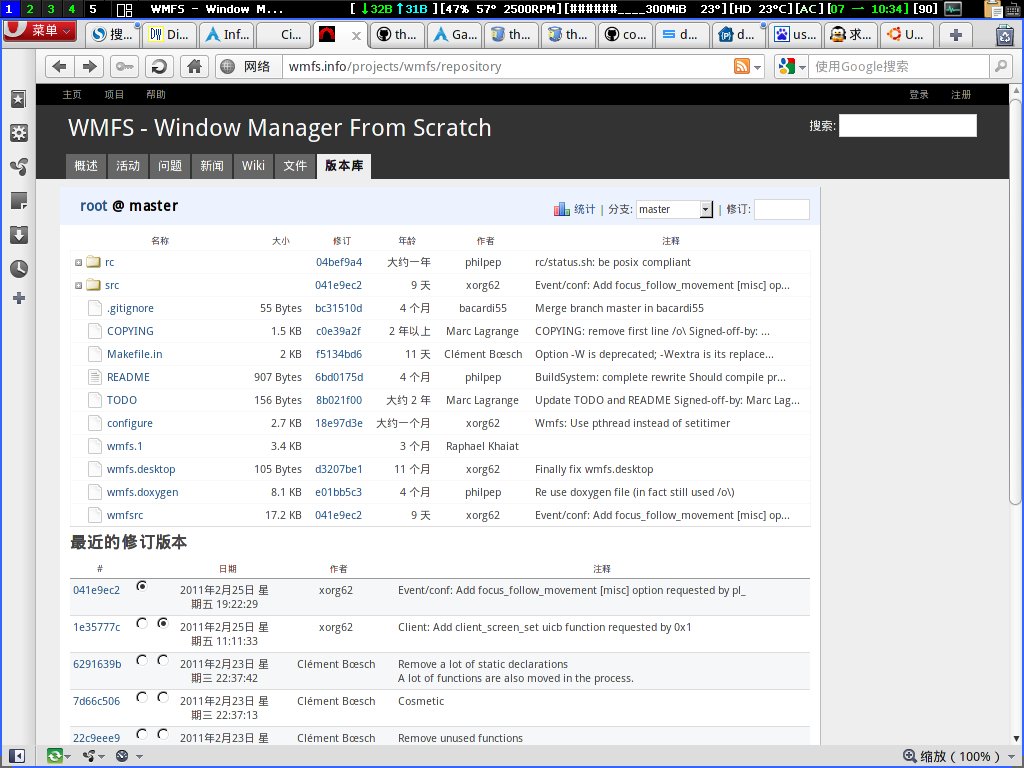 1 2 3 4 5 WMFS - Window M... [ ↓32B ↑31B ][47% 57° 2500RPM][######____300MiB 23°][HD 23°C][AC][07 — 10:34] [90]
菜单 搜... Di... Inf... Ci... th... Ga... th... th... co... d... d... us... 求... U...
网络 wmfs.info/projects/wmfs/repository 使用Google搜索
主页 项目 帮助 登录 注册
WMFS - Window Manager From Scratch 搜索:
概述 活动 问题 新闻 Wiki 文件 版本库
root @ master 统计 | 分支: master | 修订:
名称 大小 修订 年龄 作者 注释
rc 04bef9a4 大约一年 philpep rc/status.sh: be posix compliant
src 041e9ec2 9 天 xorg62 Event/conf: Add focus_follow_movement [misc] op...
.gitignore 55 Bytes bc31510d 4 个月 bacardi55 Merge branch master in bacardi55
COPYING 1.5 KB c0e39a2f 2 年以上 Marc Lagrange COPYING: remove first line /o\ Signed-off-by: ...
Makefile.in 2 KB f5134bd6 11 天 Clément Bœsch Option -W is deprecated; -Wextra is its replace...
README 907 Bytes 6bd0175d 4 个月 philpep BuildSystem: complete rewrite Should compile pr...
TODO 156 Bytes 8b021f00 大约 2 年 Marc Lagrange Update TODO and README Signed-off-by: Marc Lag...
configure 2.7 KB 18e97d3e 大约一个月 xorg62 Wmfs: Use pthread instead of setitimer
wmfs.1 3.4 KB 3 个月 Raphael Khaiat
wmfs.desktop 105 Bytes d3207be1 11 个月 xorg62 Finally fix wmfs.desktop
wmfs.doxygen 8.1 KB e01bb5c3 4 个月 philpep Re use doxygen file (in fact still used /o\)
wmfsrc 17.2 KB 041e9ec2 9 天 xorg62 Event/conf: Add focus_follow_movement [misc] op...
最近的修订版本
# 日期 作者 注释
041e9ec2 2011年2月25日 星 xorg62 Event/conf: Add focus_follow_movement [misc] option requested by pl_
期五 19:22:29
1e35777c 2011年2月25日 星 xorg62 Client: Add client_screen_set uicb function requested by 0x1
期五 11:11:33
6291639b 2011年2月23日 星 Clément Bœsch Remove a lot of static declarations
期三 22:37:42 A lot of functions are also moved in the process.
7d66c506 2011年2月23日 星 Clément Bœsch Cosmetic
期三 22:37:13
22c9eee9 2011年2月23日 星 Clément Bœsch Remove unused functions
缩放（100%）